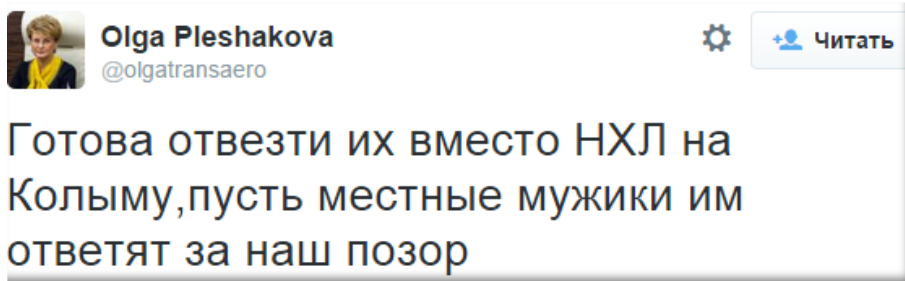 Olga Pleshakova
Читать
@olgatransaero
Готова отвезти их вместо НХЛ на
Колыму,пусть местные мужики им
ответят за наш позор